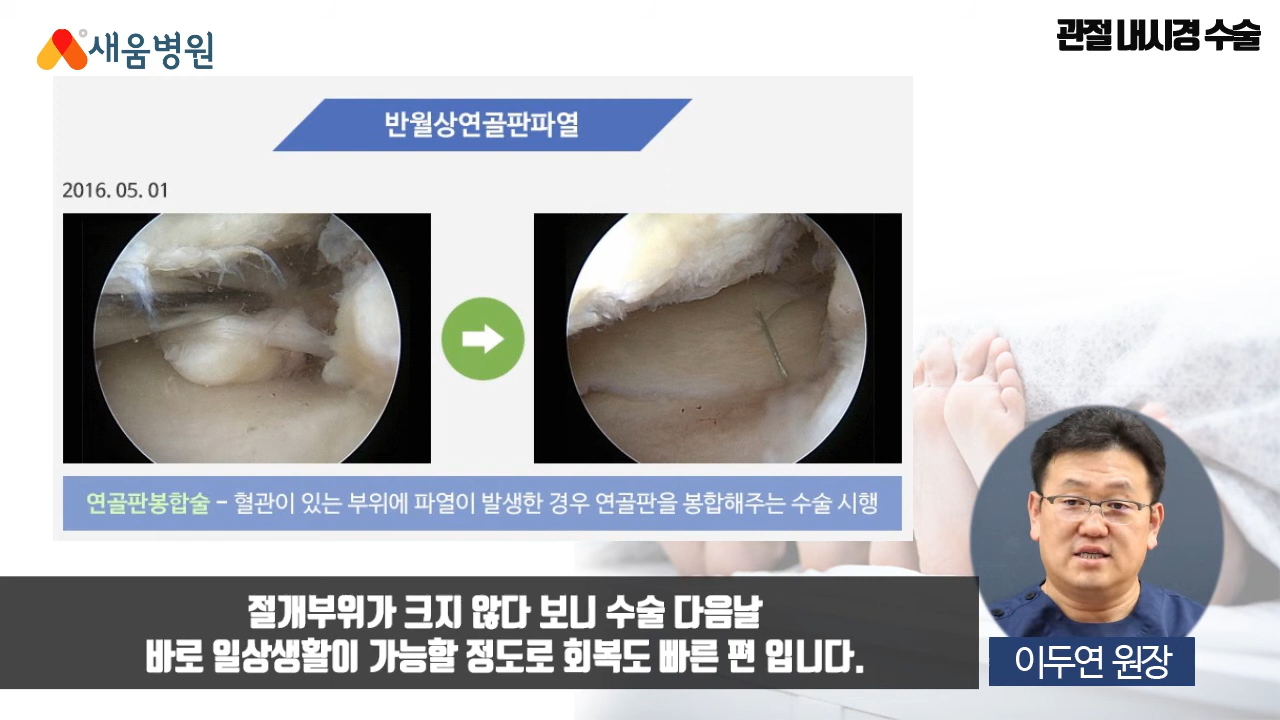 새움병원
관절 내시경 수술
반월상연골판파열
2016. 05. 01
연골판봉합술 - 혈관이 있는 부위에 파열이 발생한 경우 연골판을 봉합해주는 수술 시행
절개부위가 크지 않다 보니 수술 다음날
바로 일상생활이 가능할 정도로 회복도 빠른 편 입니다.
이두연 원장